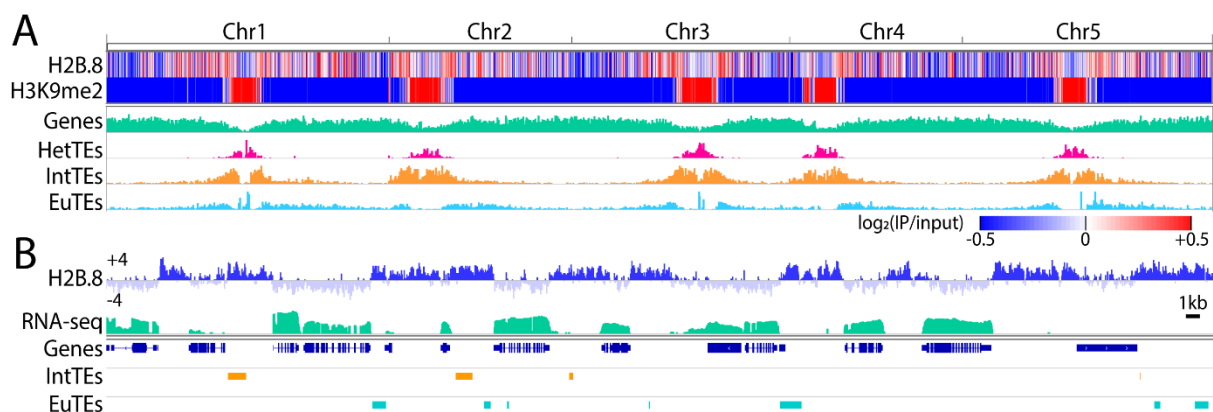 A
Chr1 Chr2 Chr3 Chr4 Chr5
H2B.8
H3K9me2
Genes
HetTEs
IntTEs
EuTEs
log₂(IP/input)
-0.5 0 +0.5
B
+4
H2B.8
-4
1kb
RNA-seq
Genes
IntTEs
EuTEs